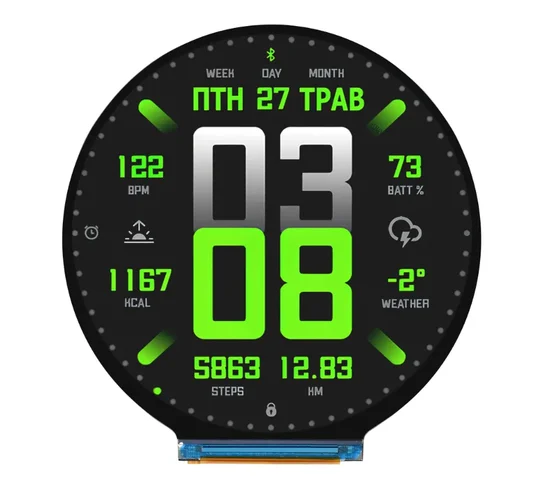 WEEK DAY MONTH
ПТН 27 ТРАВ
03
122 73
BPM BATT %
08
1167 -2°
KCAL WEATHER
5863 12.83
STEPS KM